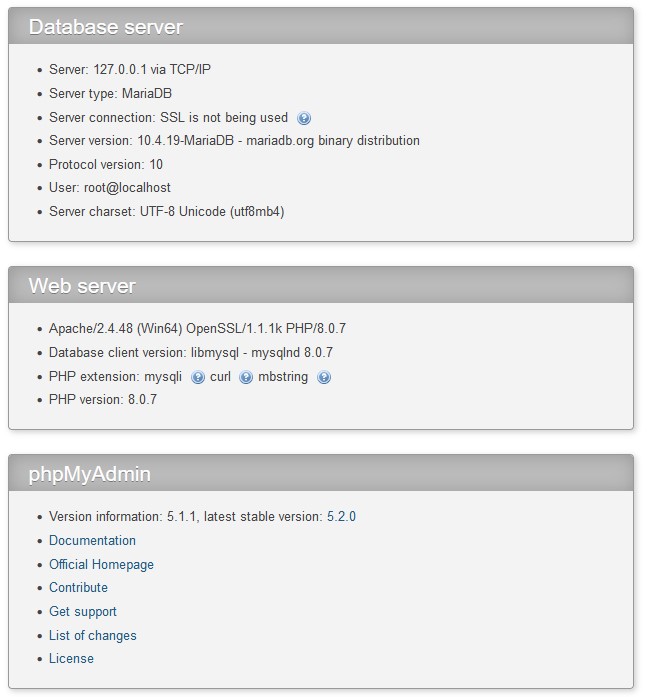 Database server
Server: 127.0.0.1 via TCP/IP
Server type: MariaDB
Server connection: SSL is not being used
Server version: 10.4.19-MariaDB - mariadb.org binary distribution
Protocol version: 10
User: root@localhost
Server charset: UTF-8 Unicode (utf8mb4)
Web server
Apache/2.4.48 (Win64) OpenSSL/1.1.1k PHP/8.0.7
Database client version: libmysql - mysqlnd 8.0.7
PHP extension: mysqli curl mbstring
PHP version: 8.0.7
phpMyAdmin
Version information: 5.1.1, latest stable version: 5.2.0
Documentation
Official Homepage
Contribute
Get support
List of changes
License